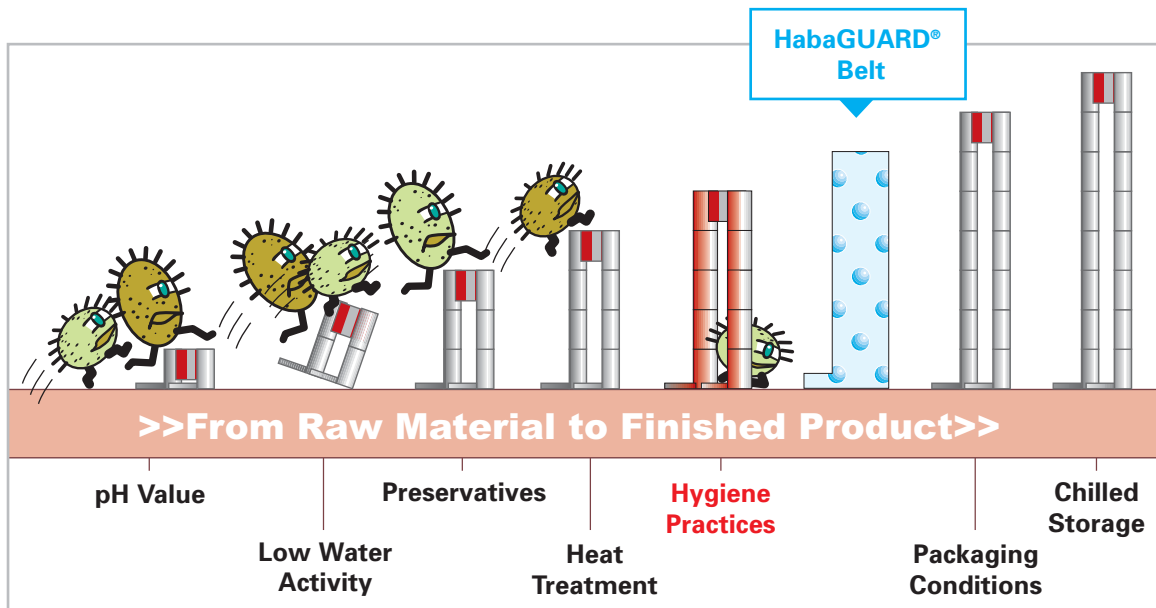 HabaGUARD®
Belt
>>From Raw Material to Finished Product>>
pH Value
Low Water
Activity
Preservatives
Heat
Treatment
Hygiene
Practices
Packaging
Conditions
Chilled
Storage